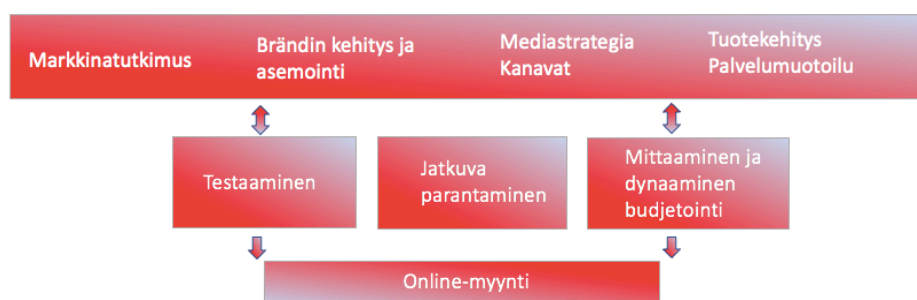 Markkinatutkimus
Brändin kehitys ja
asemointi
Mediastrategia
Kanavat
Tuotekehitys
Palvelumuotoilu
Testaaminen
Jatkuva
parantaminen
Mittaaminen ja
dynaaminen
budjetointi
Online-myynti